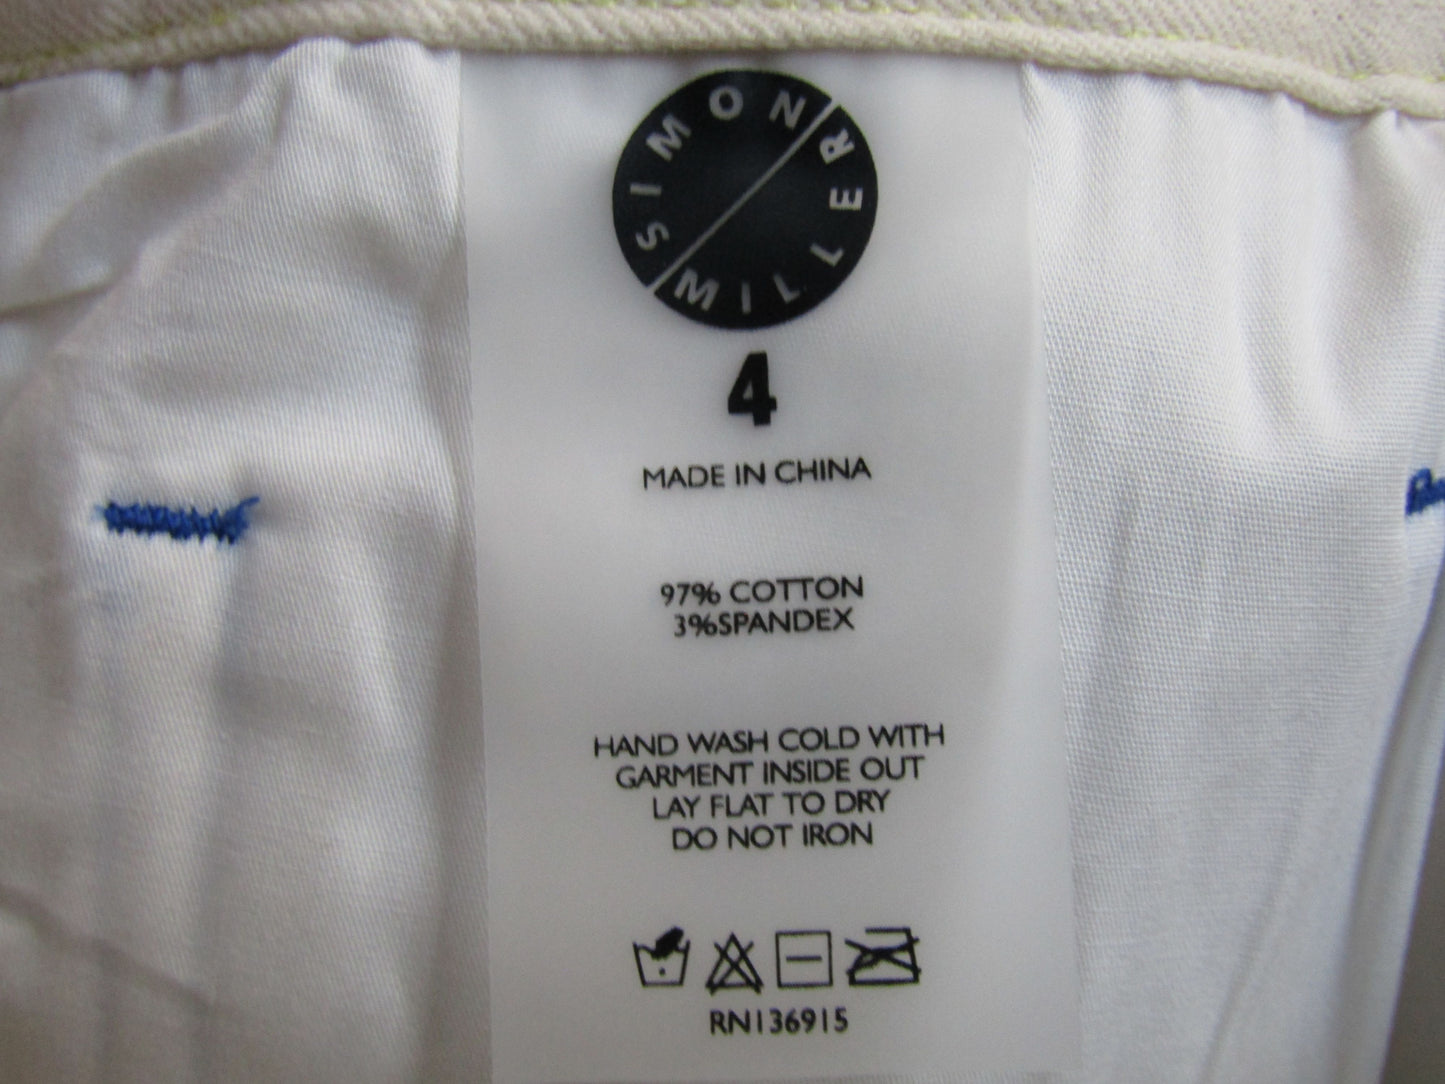 SIMON
MILLER
4
MADE IN CHINA
97% COTTON
3%SPANDEX
HAND WASH COLD WITH
GARMENT INSIDE OUT
LAY FLAT TO DRY
DO NOT IRON
RN136915